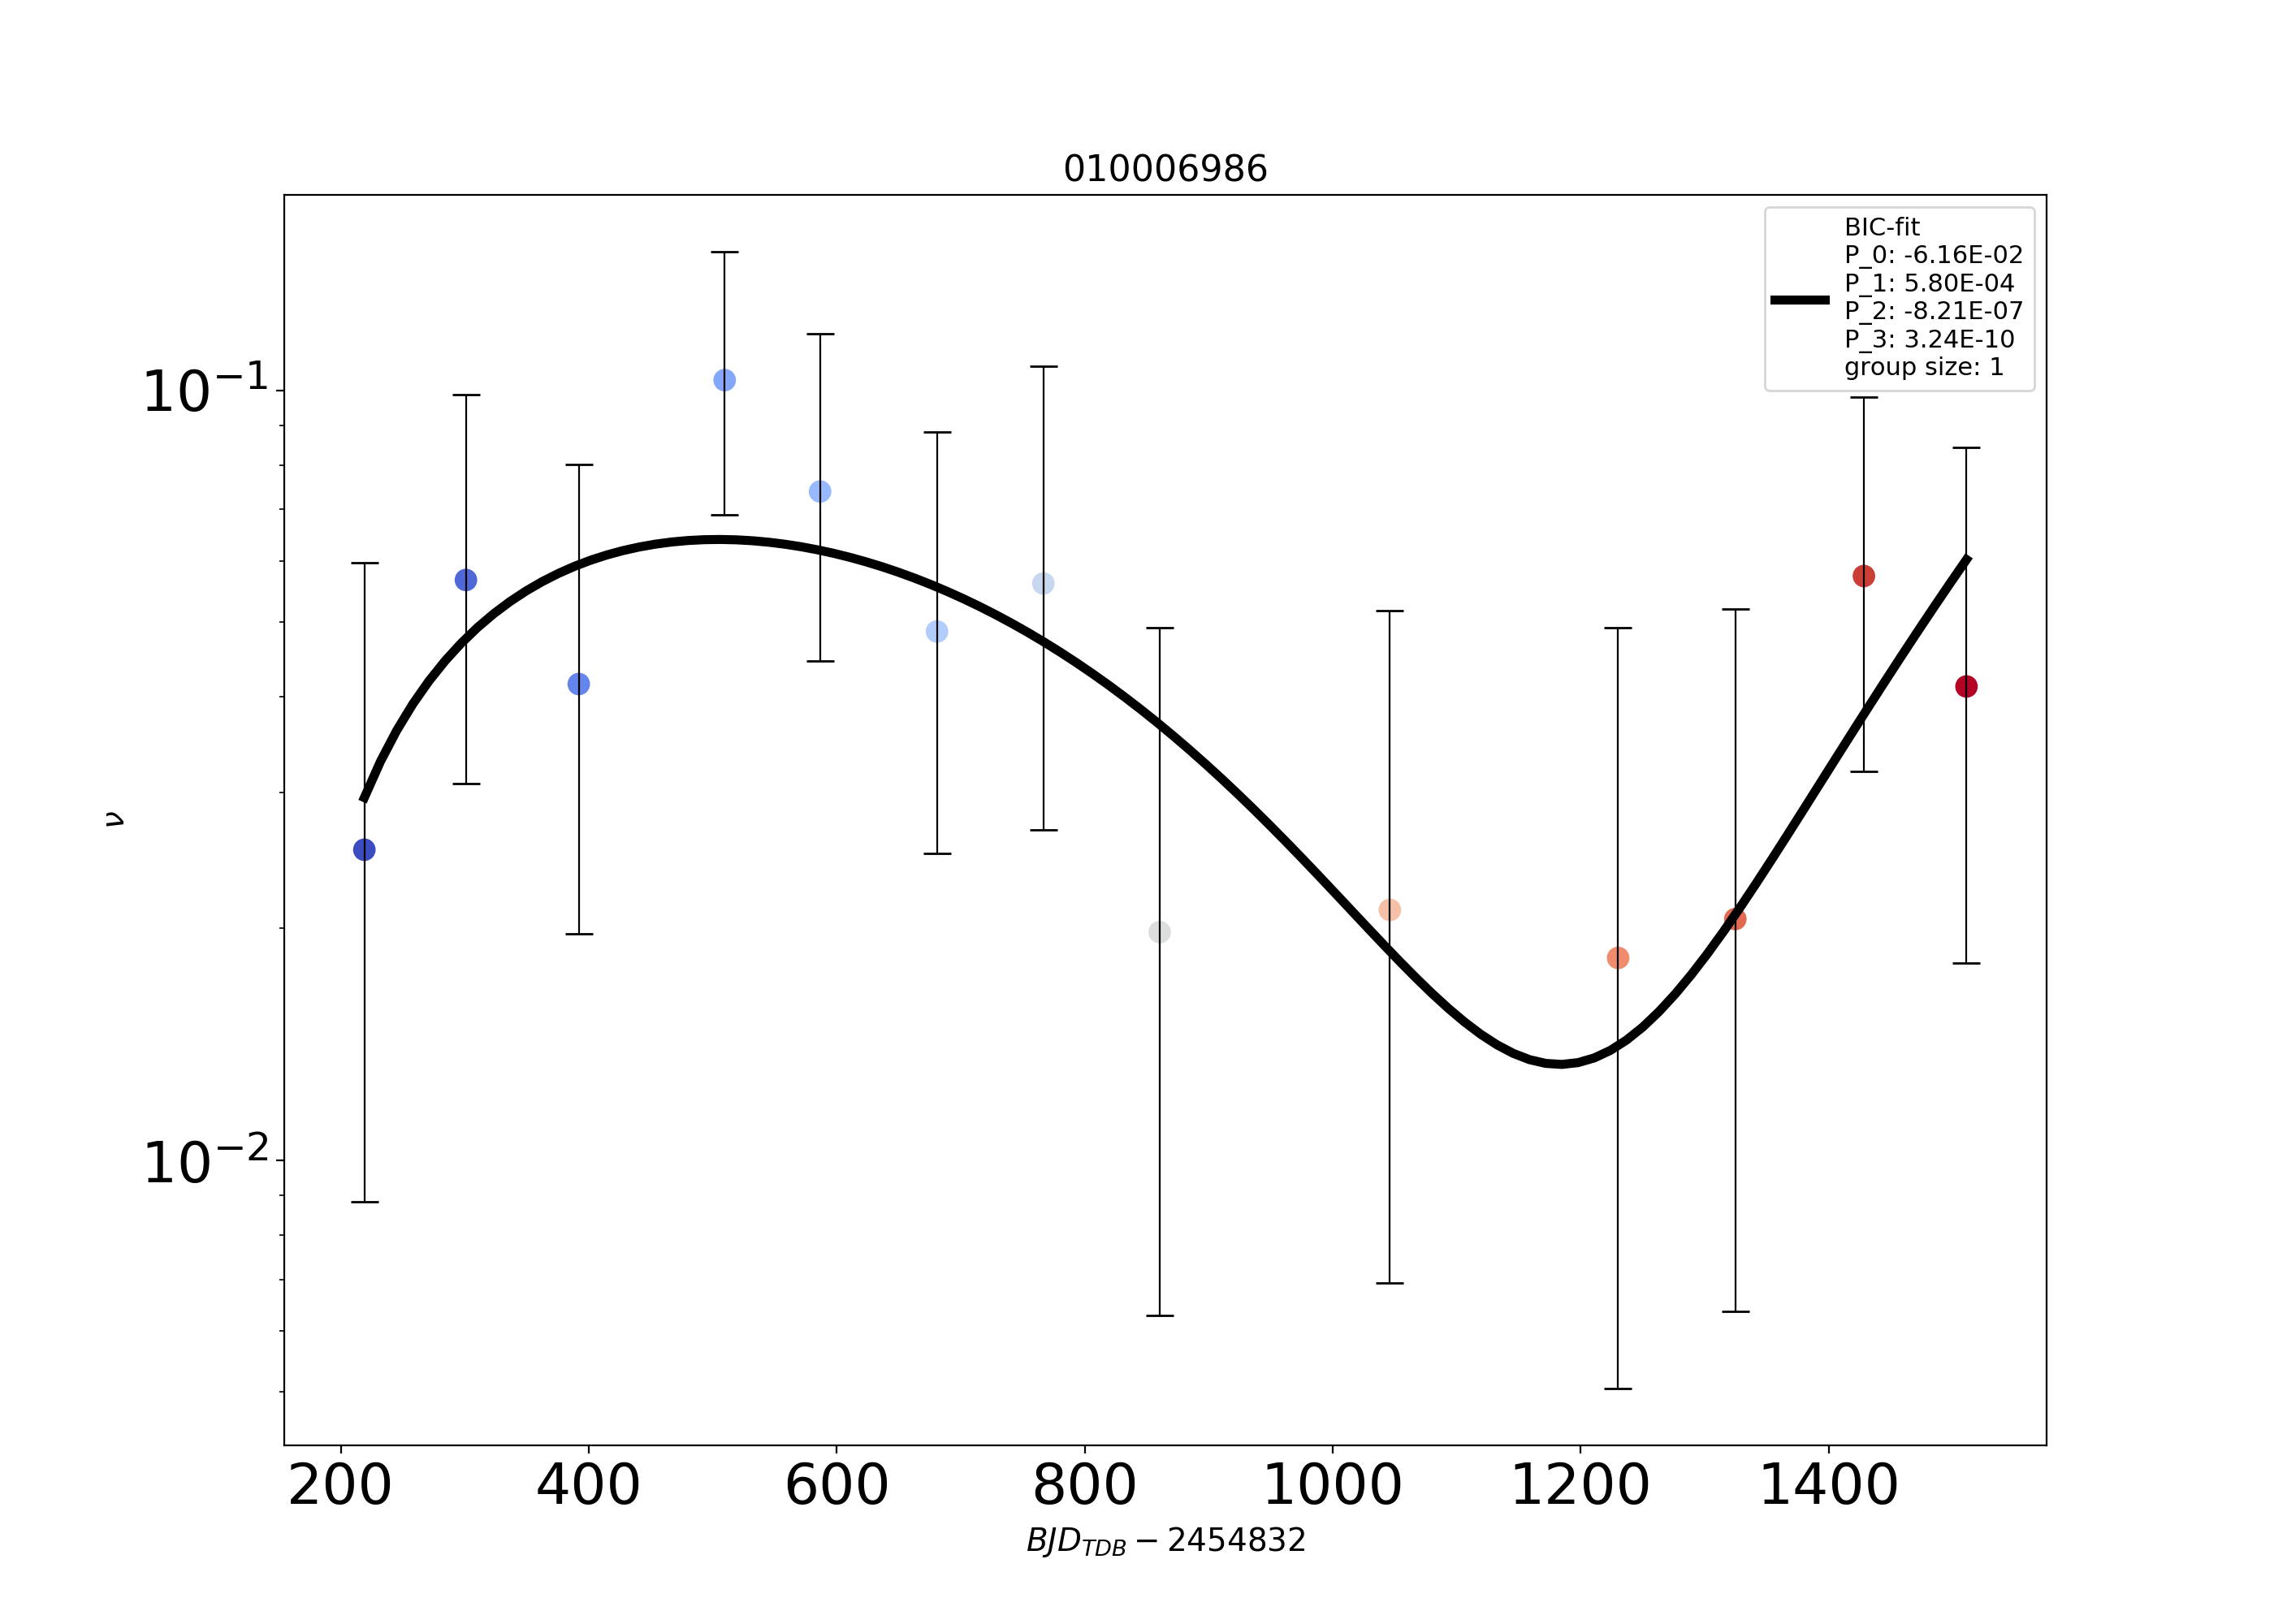 010006986
BIC-fit
P_0: -6.16E-02
P_1: 5.80E-04
P_2: -8.21E-07
P_3: 3.24E-10
group size: 1
10⁻¹
10⁻²
ν
200 400 600 800 1000 1200 1400
BJD_TDB − 2454832